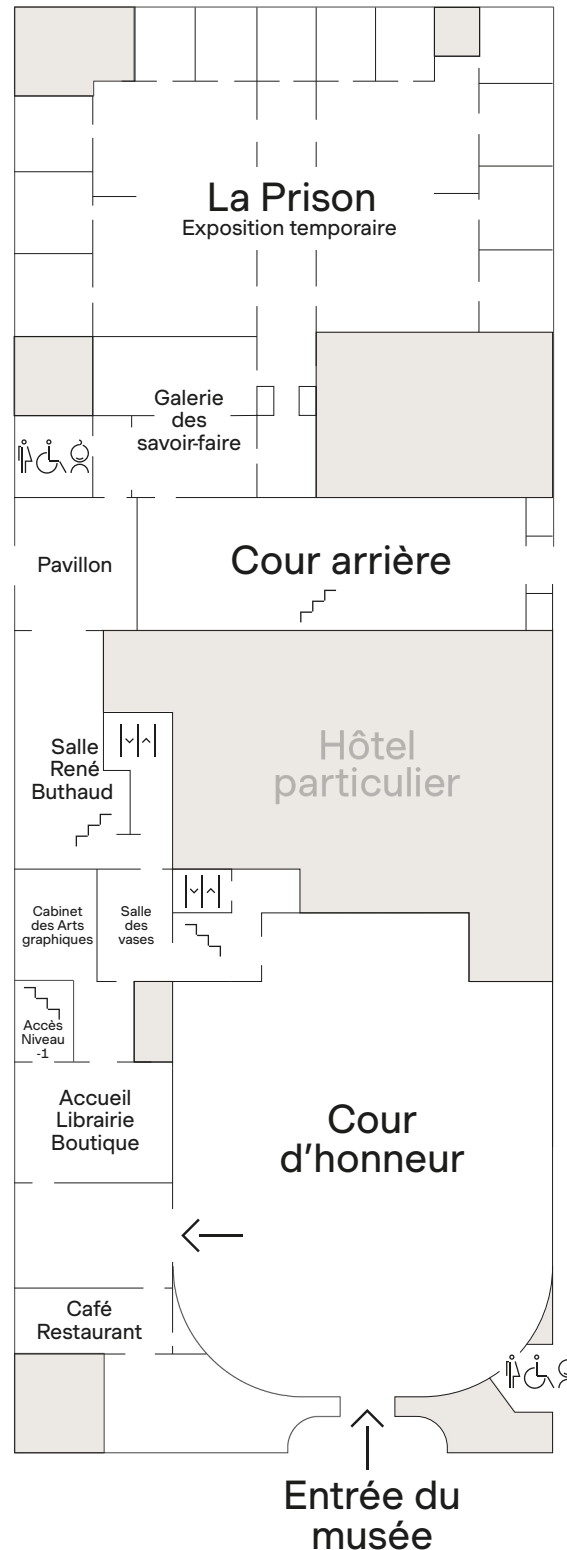 La Prison
Exposition temporaire
Galerie
des
savoir-faire
Pavillon
Cour arrière
Hôtel
particulier
Salle
René
Buthaud
Cabinet
des Arts
graphiques
Salle
des
vases
Accès
Niveau
-1
Accueil
Librairie
Boutique
Cour
d’honneur
Café
Restaurant
Entrée du
musée